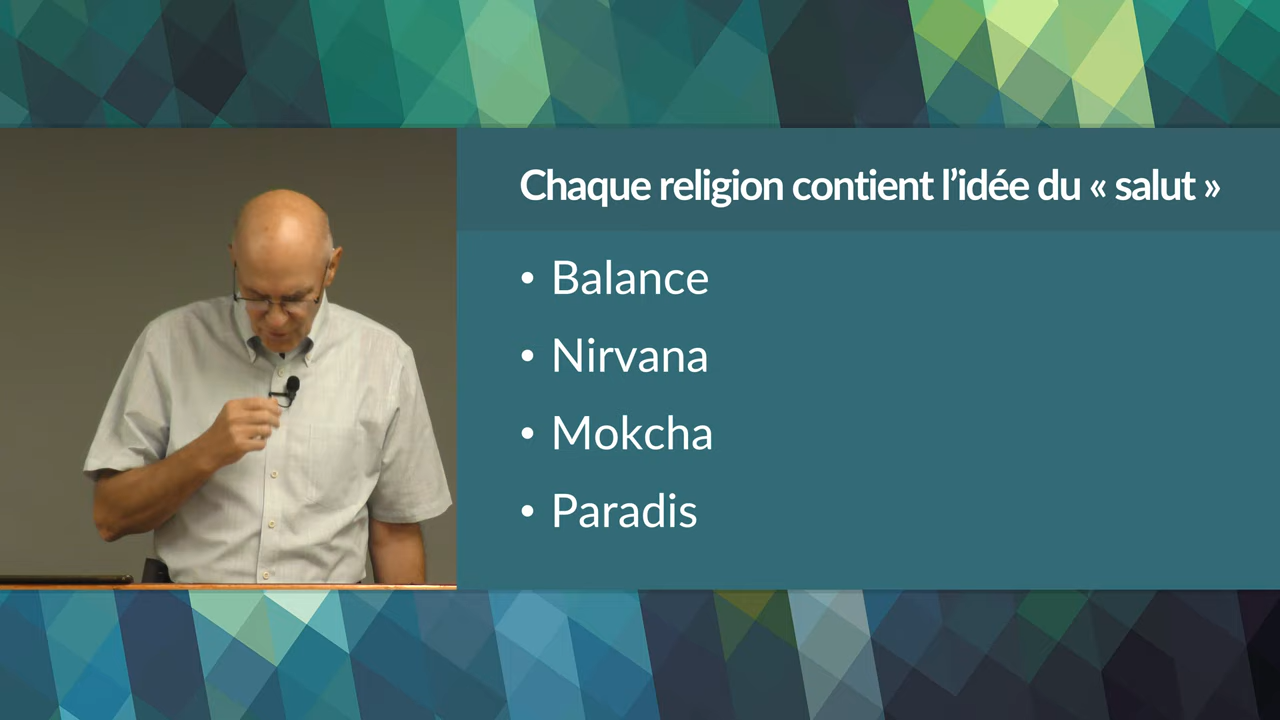 Chaque religion contient l’idée du « salut »
• Balance
• Nirvana
• Mokcha
• Paradis